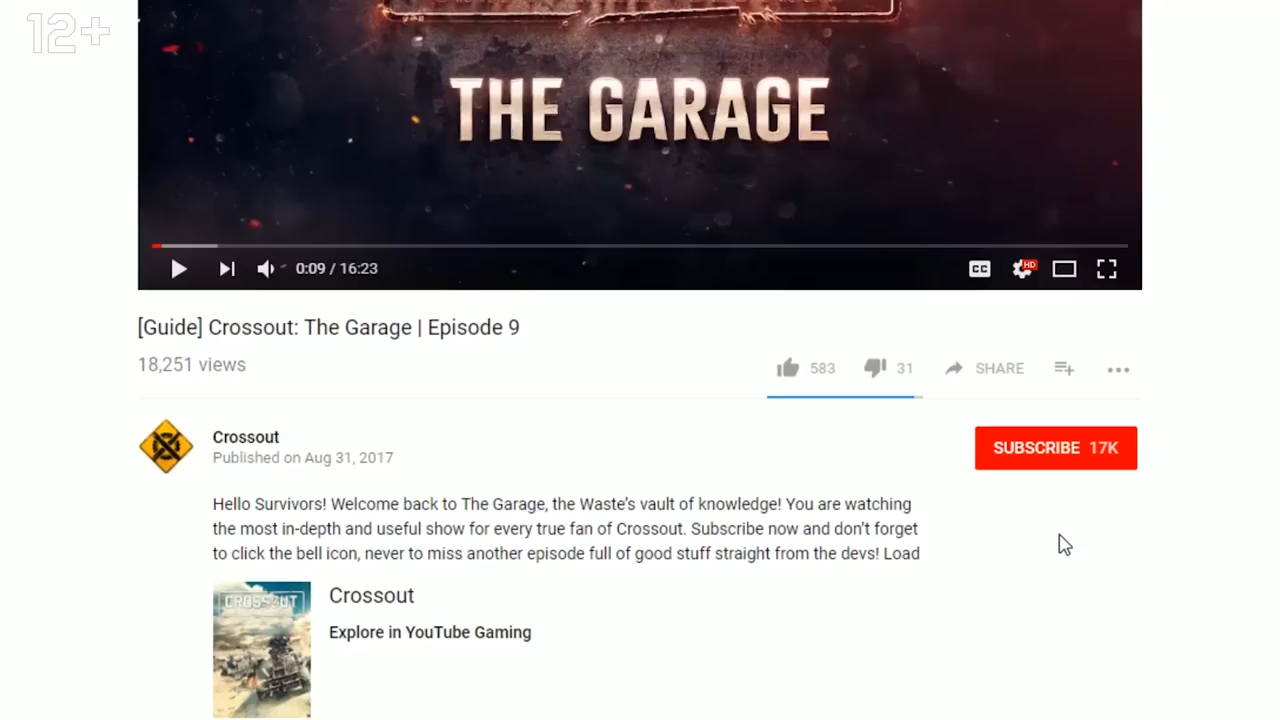 12+
THE GARAGE
0:09 / 16:23
CC
HD
[Guide] Crossout: The Garage | Episode 9
18,251 views
583
31
SHARE
Crossout
Published on Aug 31, 2017
SUBSCRIBE 17K
Hello Survivors! Welcome back to The Garage, the Waste's vault of knowledge! You are watching
the most in-depth and useful show for every true fan of Crossout. Subscribe now and don't forget
to click the bell icon, never to miss another episode full of good stuff straight from the devs! Load
CROSSOUT
Crossout
Explore in YouTube Gaming